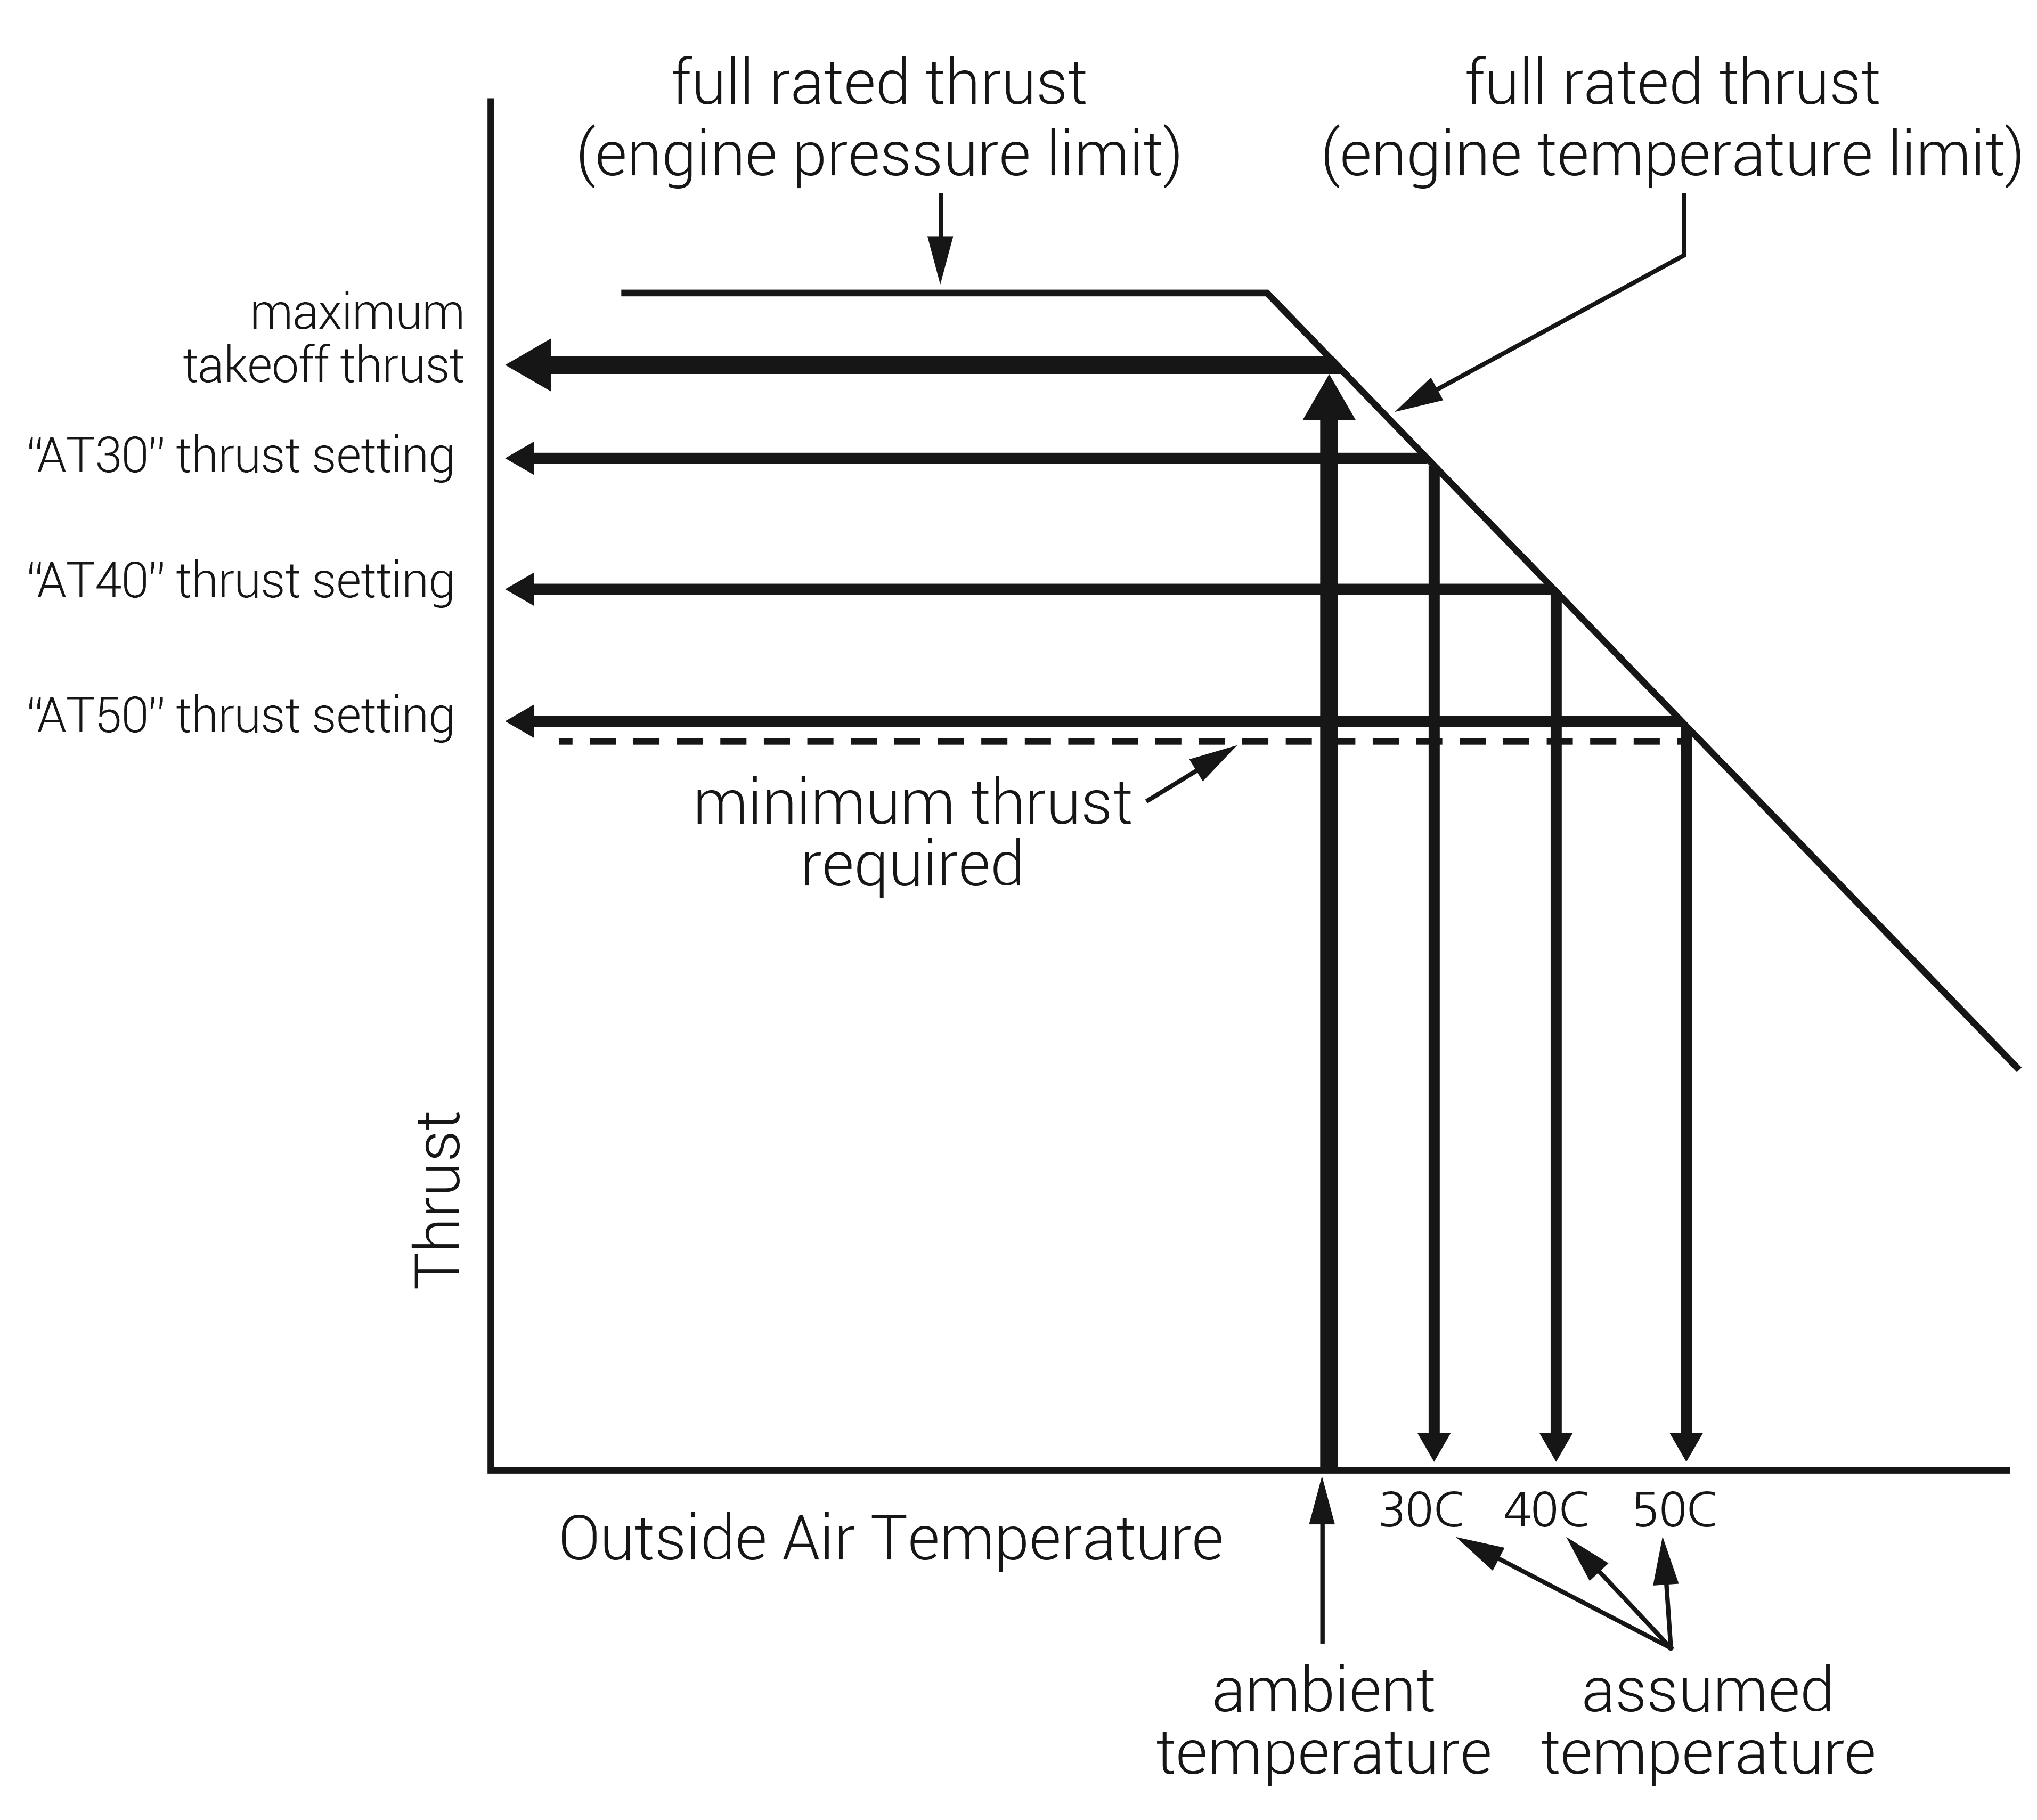 full rated thrust
(engine pressure limit)
full rated thrust
(engine temperature limit)
maximum
takeoff thrust
“AT30” thrust setting
“AT40” thrust setting
“AT50” thrust setting
minimum thrust
required
Thrust
Outside Air Temperature
30C
40C
50C
ambient
temperature
assumed
temperature